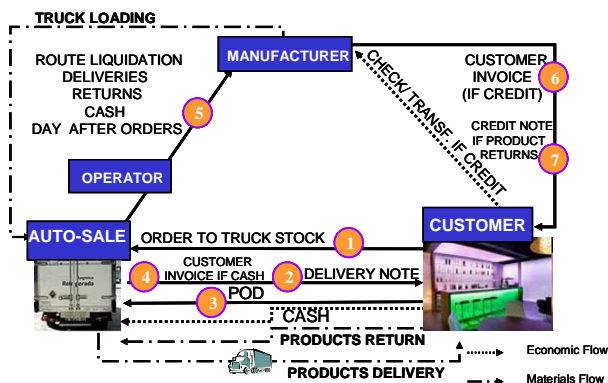 TRUCK LOADING
MANUFACTURER
ROUTE LIQUIDATION
DELIVERIES
RETURNS
CASH
DAY AFTER ORDERS
5
CHECK/ TRANSF. IF CREDIT
CUSTOMER
INVOICE
(IF CREDIT)
6
CREDIT NOTE
IF PRODUCT
RETURNS
7
OPERATOR
AUTO-SALE
CUSTOMER
ORDER TO TRUCK STOCK
1
4
CUSTOMER
INVOICE IF CASH
2
DELIVERY NOTE
3
POD
CASH
PRODUCTS RETURN
PRODUCTS DELIVERY
Logística
Refrigerada
Economic Flow
Materials Flow